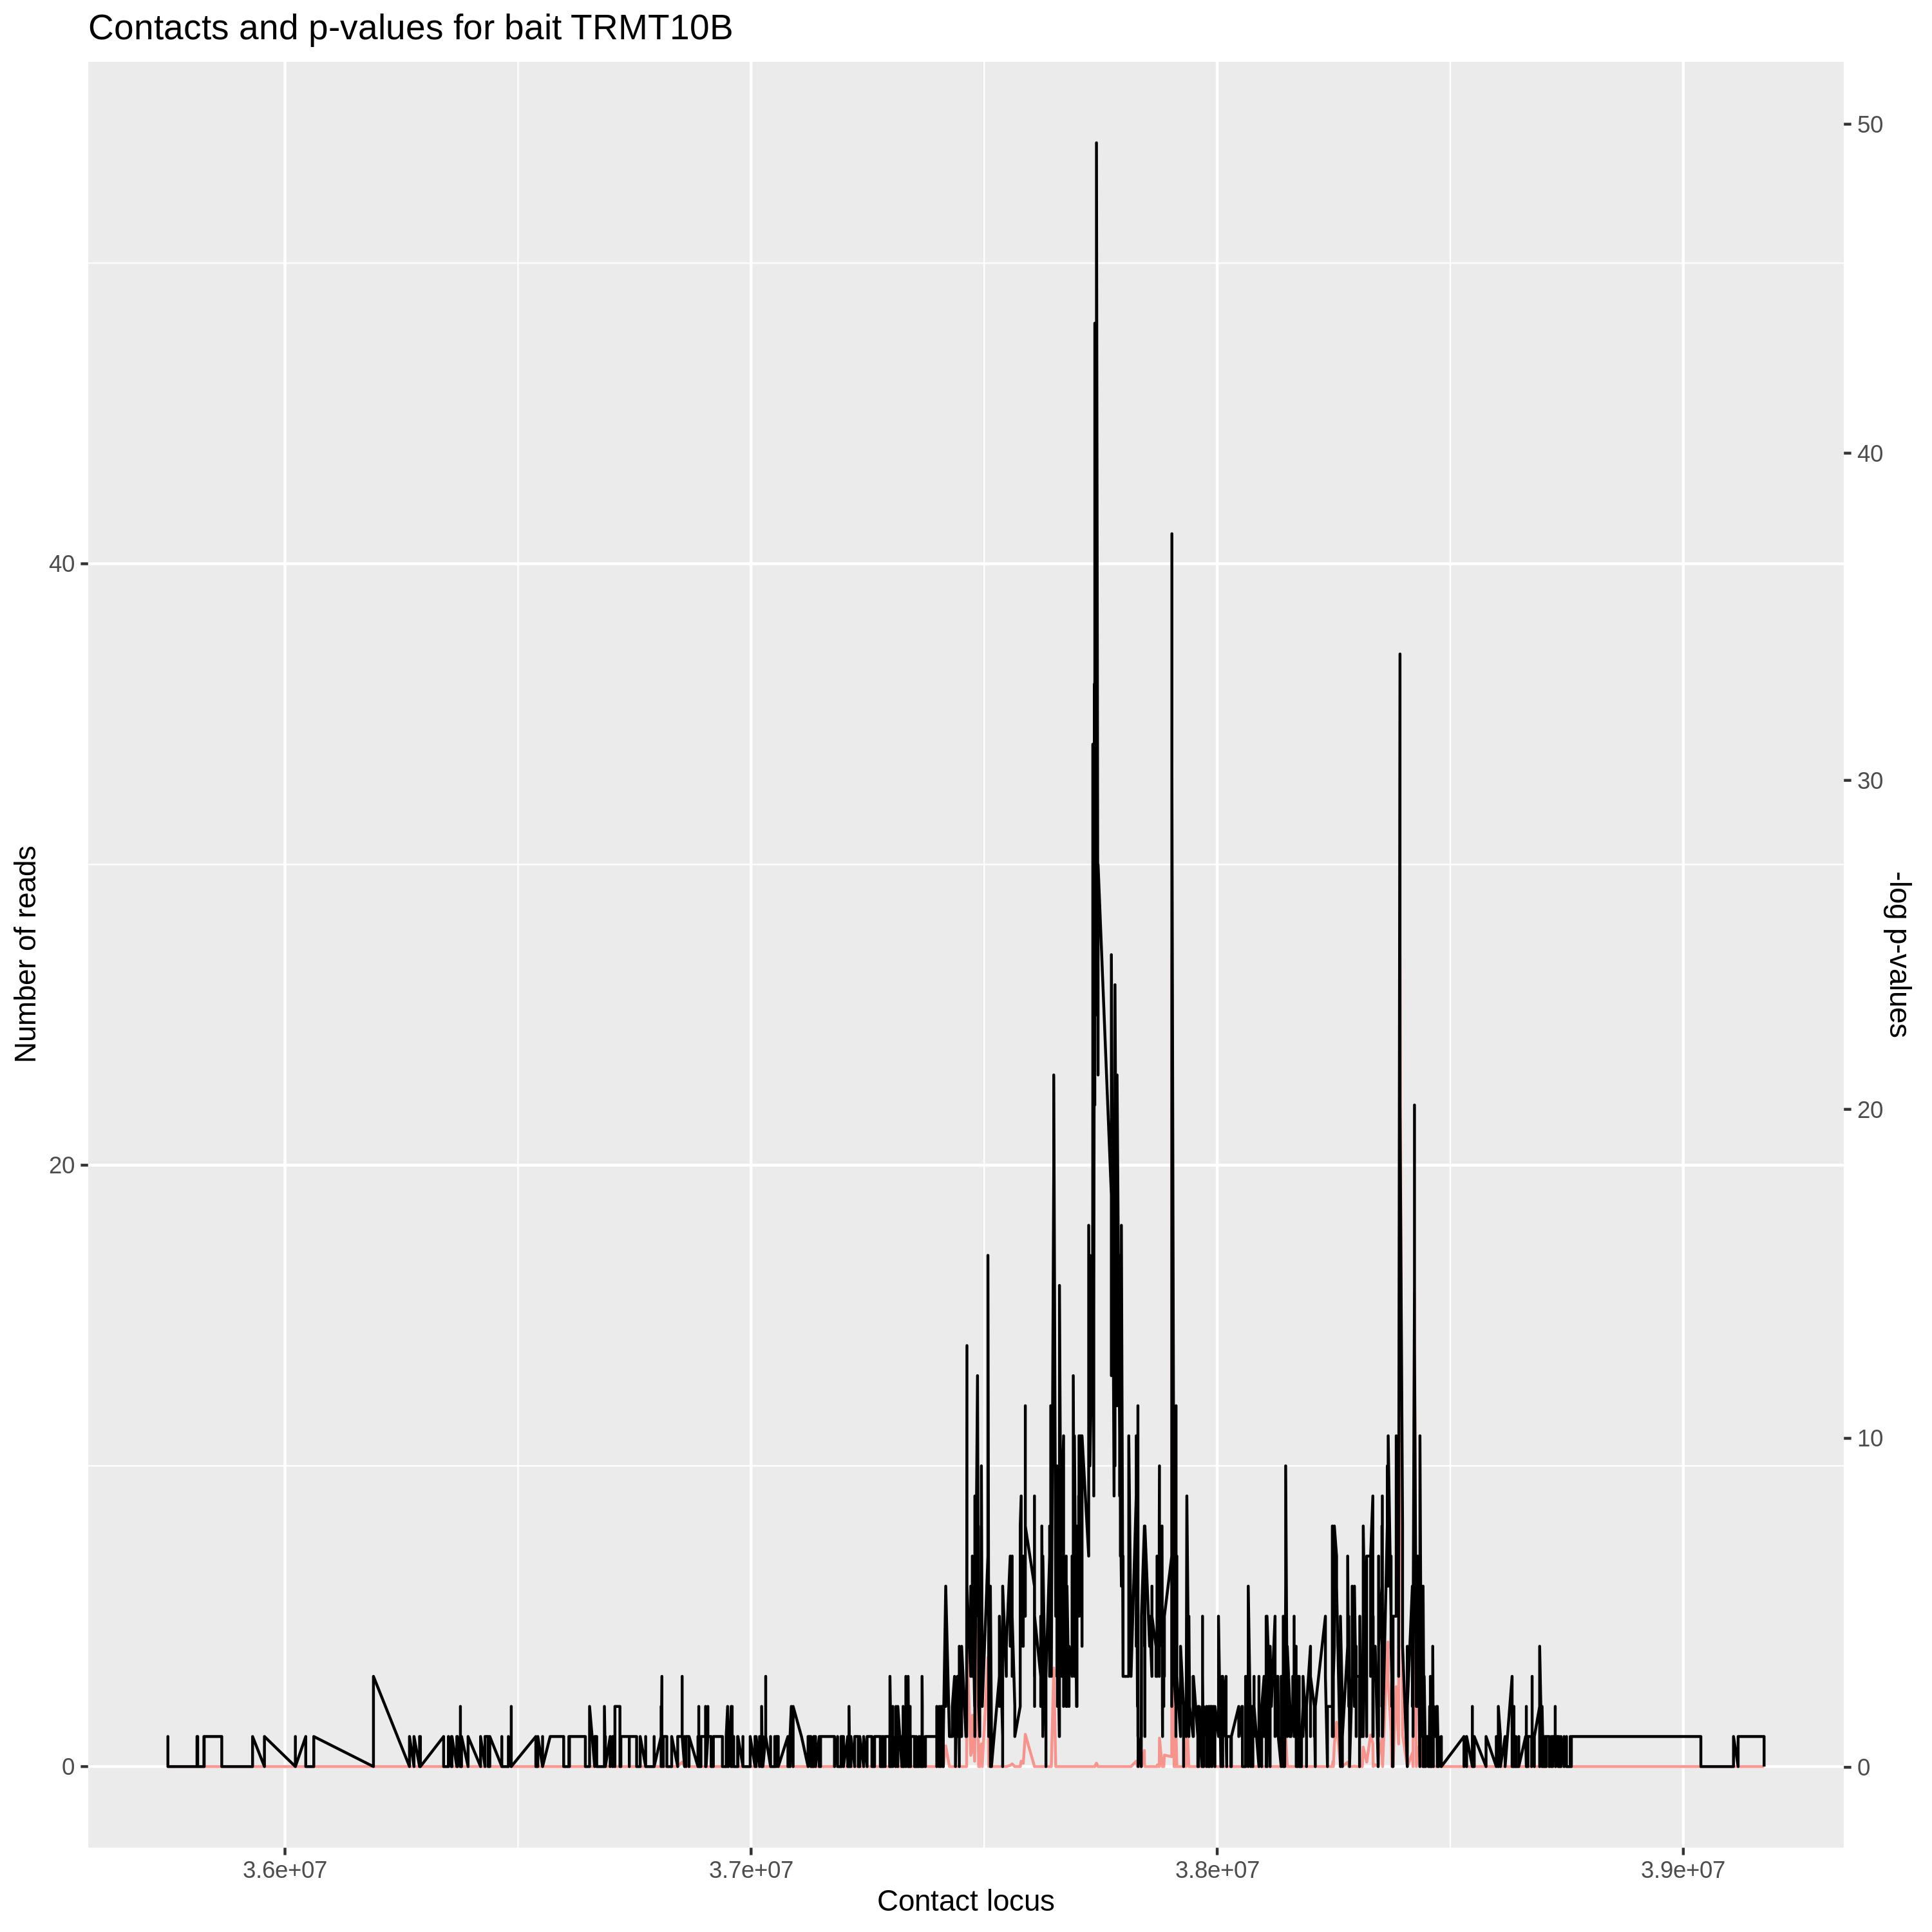 Contacts and p-values for bait TRMT10B
Number of reads
40
20
0
50
40
30
20
10
0
-log p-values
3.6e+07
3.7e+07
3.8e+07
3.9e+07
Contact locus